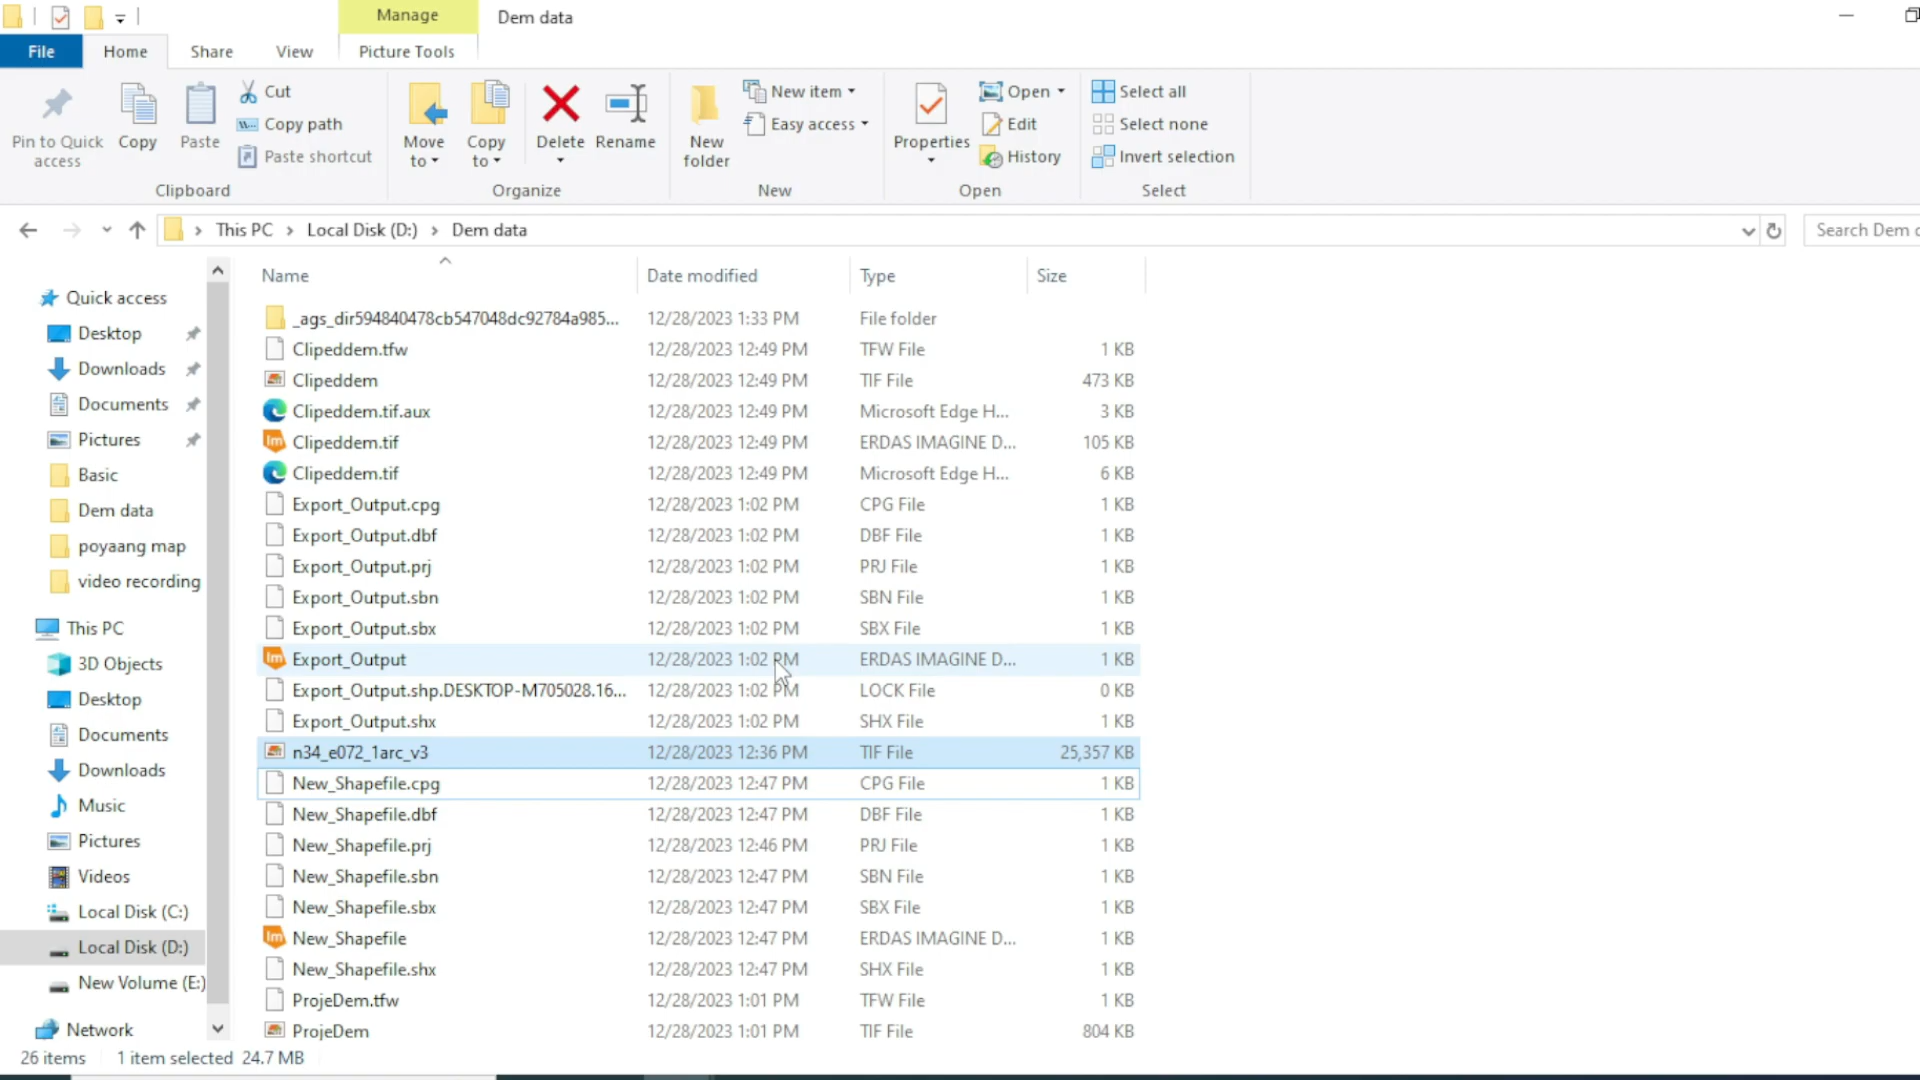 Manage
Dem data
File
Home
Share
View
Picture Tools
Pin to Quick access
Copy
Paste
Cut
Copy path
Paste shortcut
Clipboard
Move to
Copy to
Delete
Rename
Organize
New folder
New item
Easy access
New
Properties
Open
Edit
History
Open
Select all
Select none
Invert selection
Select
This PC
Local Disk (D:)
Dem data
Search Dem
Name
Date modified
Type
Size
Quick access
Desktop
Downloads
Documents
Pictures
Basic
Dem data
poyaang map
video recording
This PC
3D Objects
Desktop
Documents
Downloads
Music
Pictures
Videos
Local Disk (C:)
Local Disk (D:)
New Volume (E:)
Network
_ags_dir594840478cb547048dc92784a985... 12/28/2023 1:33 PM File folder
Clipeddem.tfw 12/28/2023 12:49 PM TFW File 1 KB
Clipeddem 12/28/2023 12:49 PM TIF File 473 KB
Clipeddem.tif.aux 12/28/2023 12:49 PM Microsoft Edge H... 3 KB
Clipeddem.tif 12/28/2023 12:49 PM ERDAS IMAGINE D... 105 KB
Clipeddem.tif 12/28/2023 12:49 PM Microsoft Edge H... 6 KB
Export_Output.cpg 12/28/2023 1:02 PM CPG File 1 KB
Export_Output.dbf 12/28/2023 1:02 PM DBF File 1 KB
Export_Output.prj 12/28/2023 1:02 PM PRJ File 1 KB
Export_Output.sbn 12/28/2023 1:02 PM SBN File 1 KB
Export_Output.sbx 12/28/2023 1:02 PM SBX File 1 KB
Export_Output 12/28/2023 1:02 PM ERDAS IMAGINE D... 1 KB
Export_Output.shp.DESKTOP-M705028.16... 12/28/2023 1:02 PM LOCK File 0 KB
Export_Output.shx 12/28/2023 1:02 PM SHX File 1 KB
n34_e072_1arc_v3 12/28/2023 12:36 PM TIF File 25,357 KB
New_Shapefile.cpg 12/28/2023 12:47 PM CPG File 1 KB
New_Shapefile.dbf 12/28/2023 12:47 PM DBF File 1 KB
New_Shapefile.prj 12/28/2023 12:46 PM PRJ File 1 KB
New_Shapefile.sbn 12/28/2023 12:47 PM SBN File 1 KB
New_Shapefile.sbx 12/28/2023 12:47 PM SBX File 1 KB
New_Shapefile 12/28/2023 12:47 PM ERDAS IMAGINE D... 1 KB
New_Shapefile.shx 12/28/2023 12:47 PM SHX File 1 KB
ProjeDem.tfw 12/28/2023 1:01 PM TFW File 1 KB
ProjeDem 12/28/2023 1:01 PM TIF File 804 KB
26 items 1 item selected 24.7 MB